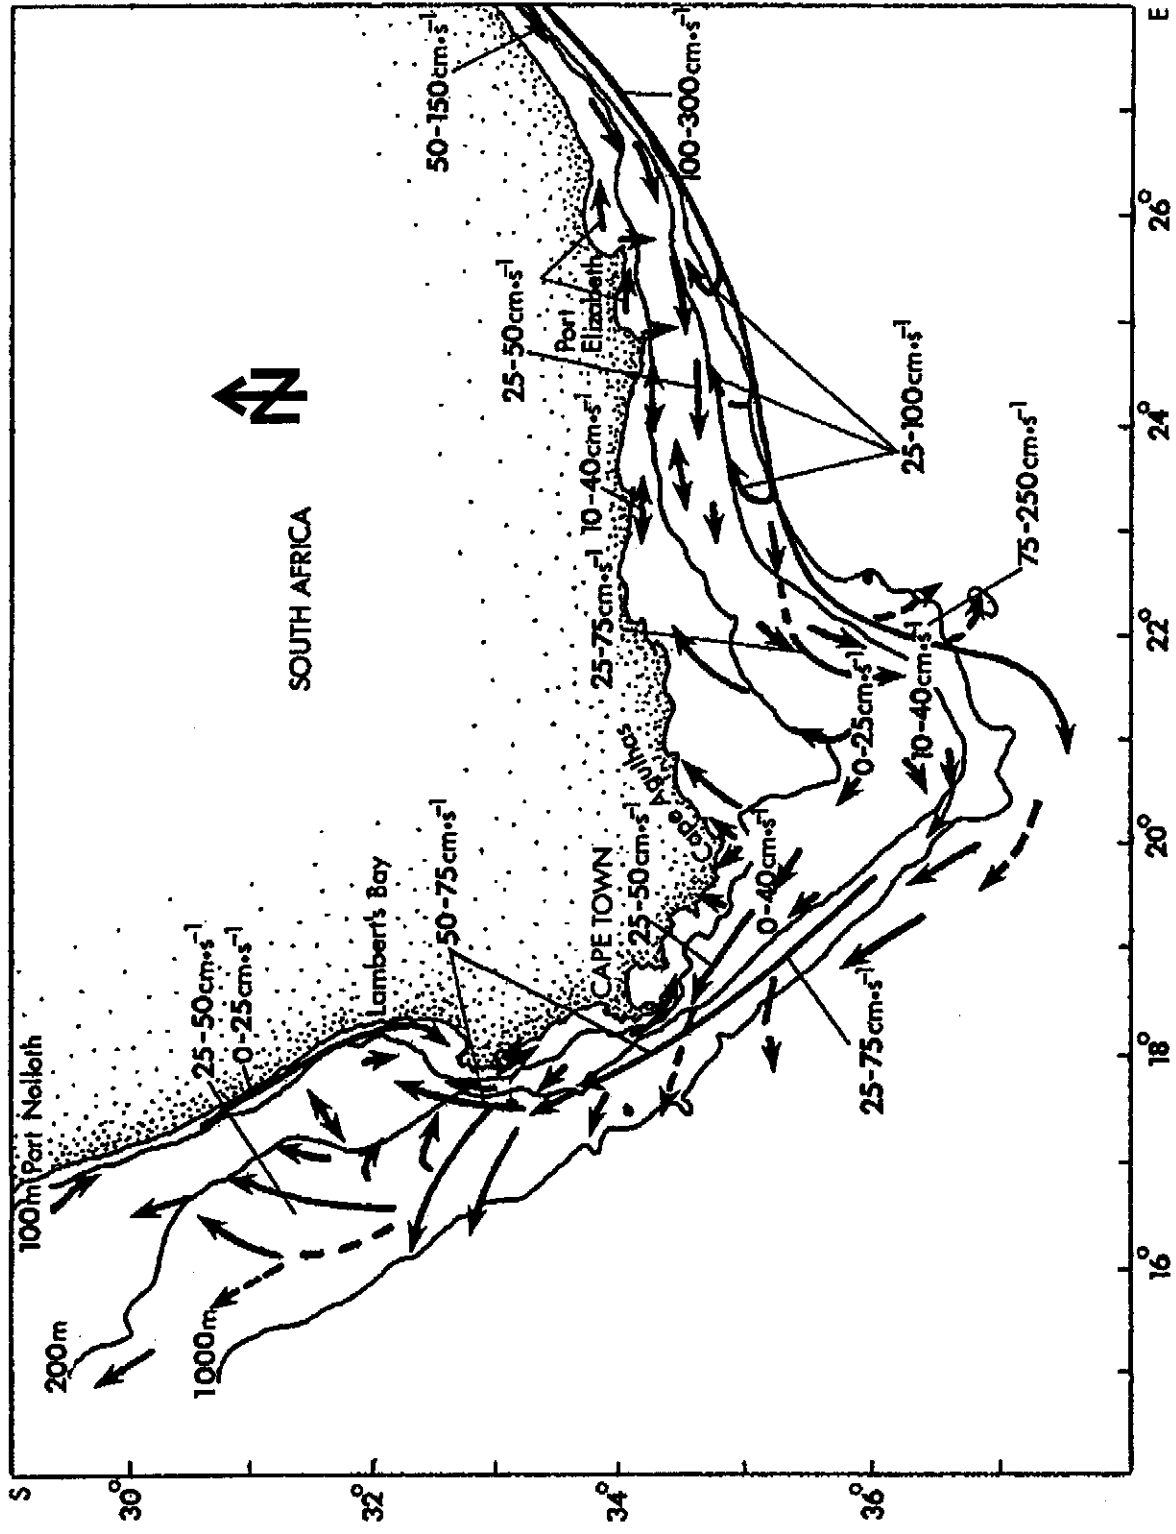 S
30°
32°
34°
36°
16°
18°
20°
22°
24°
26°
E
N
SOUTH AFRICA
100m
Port Nolloth
200m
1000m
25-50cm•s⁻¹
0-25cm•s⁻¹
Lambert's Bay
50-75cm•s⁻¹
CAPE TOWN
25-50cm•s⁻¹
Cape Agulhas
0-40cm•s⁻¹
25-75cm•s⁻¹
25-75cm•s⁻¹
10-40cm•s⁻¹
0-25cm•s⁻¹
10-40cm•s⁻¹
75-250cm•s⁻¹
25-50cm•s⁻¹
Port
Elizabeth
25-100cm•s⁻¹
50-150cm•s⁻¹
100-300cm•s⁻¹